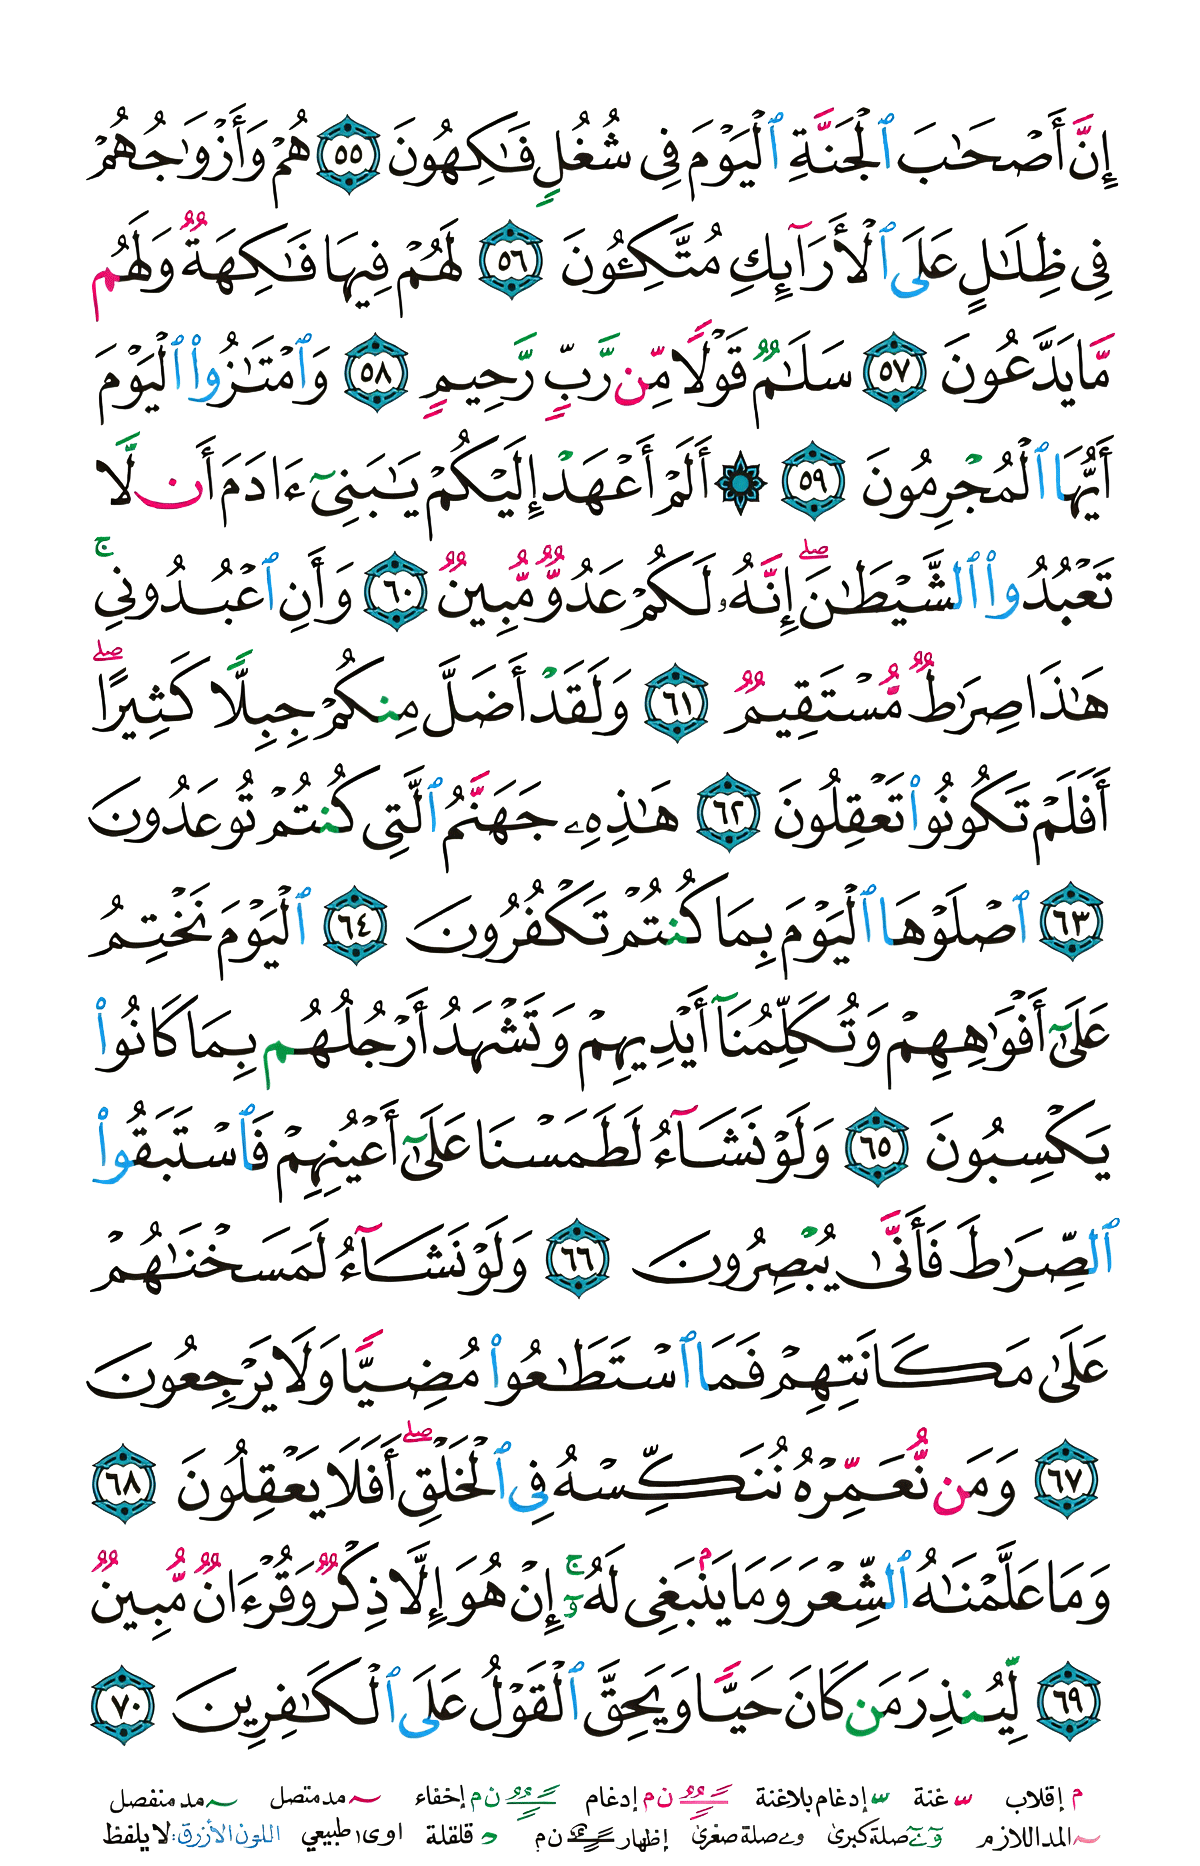 إِنَّ أَصْحَٰبَ ٱلْجَنَّةِ ٱلْيَوْمَ فِى شُغُلٍ فَٰكِهُونَ ٥٥ هُمْ وَأَزْوَٰجُهُمْ
فِى ظِلَٰلٍ عَلَى ٱلْأَرَآئِكِ مُتَّكِـُٔونَ ٥٦ لَهُمْ فِيهَا فَٰكِهَةٌ وَلَهُم
مَّا يَدَّعُونَ ٥٧ سَلَٰمٌ قَوْلًا مِّن رَّبٍّ رَّحِيمٍ ٥٨ وَٱمْتَٰزُوا۟ ٱلْيَوْمَ
أَيُّهَا ٱلْمُجْرِمُونَ ٥٩ ۞ أَلَمْ أَعْهَدْ إِلَيْكُمْ يَٰبَنِىٓ ءَادَمَ أَن لَّا
تَعْبُدُوا۟ ٱلشَّيْطَٰنَ ۖ إِنَّهُۥ لَكُمْ عَدُوٌّ مُّبِينٌ ٦٠ وَأَنِ ٱعْبُدُونِى ۚ
هَٰذَا صِرَٰطٌ مُّسْتَقِيمٌ ٦١ وَلَقَدْ أَضَلَّ مِنكُمْ جِبِلًّا كَثِيرًا ۖ
أَفَلَمْ تَكُونُوا۟ تَعْقِلُونَ ٦٢ هَٰذِهِۦ جَهَنَّمُ ٱلَّتِى كُنتُمْ تُوعَدُونَ
٦٣ ٱصْلَوْهَا ٱلْيَوْمَ بِمَا كُنتُمْ تَكْفُرُونَ ٦٤ ٱلْيَوْمَ نَخْتِمُ
عَلَىٰٓ أَفْوَٰهِهِمْ وَتُكَلِّمُنَآ أَيْدِيهِمْ وَتَشْهَدُ أَرْجُلُهُم بِمَا كَانُوا۟
يَكْسِبُونَ ٦٥ وَلَوْ نَشَآءُ لَطَمَسْنَا عَلَىٰٓ أَعْيُنِهِمْ فَٱسْتَبَقُوا۟
ٱلصِّرَٰطَ فَأَنَّىٰ يُبْصِرُونَ ٦٦ وَلَوْ نَشَآءُ لَمَسَخْنَٰهُمْ
عَلَىٰ مَكَانَتِهِمْ فَمَا ٱسْتَطَٰعُوا۟ مُضِيًّا وَلَا يَرْجِعُونَ
٦٧ وَمَن نُّعَمِّرْهُ نُنَكِّسْهُ فِى ٱلْخَلْقِ ۖ أَفَلَا يَعْقِلُونَ ٦٨
وَمَا عَلَّمْنَٰهُ ٱلشِّعْرَ وَمَا يَنۢبَغِى لَهُۥٓ ۚ إِنْ هُوَ إِلَّا ذِكْرٌ وَقُرْءَانٌ مُّبِينٌ
٦٩ لِّيُنذِرَ مَن كَانَ حَيًّا وَيَحِقَّ ٱلْقَوْلُ عَلَى ٱلْكَٰفِرِينَ ٧٠
م إقلاب ّ غنة ّ إدغام بلاغنة ً ٌ ٍ ن م إدغام ً ٌ ٍ ن م إخفاء ~ مد متصل ~ مد منفصل
~ المد اللازم وٓ ےٓ صلة كبرى و ے صلة صغرى إظهار ً ٌ ٍ ن م د قلقلة ا و ى ا طبيعي اللون الأزرق: لا يلفظ